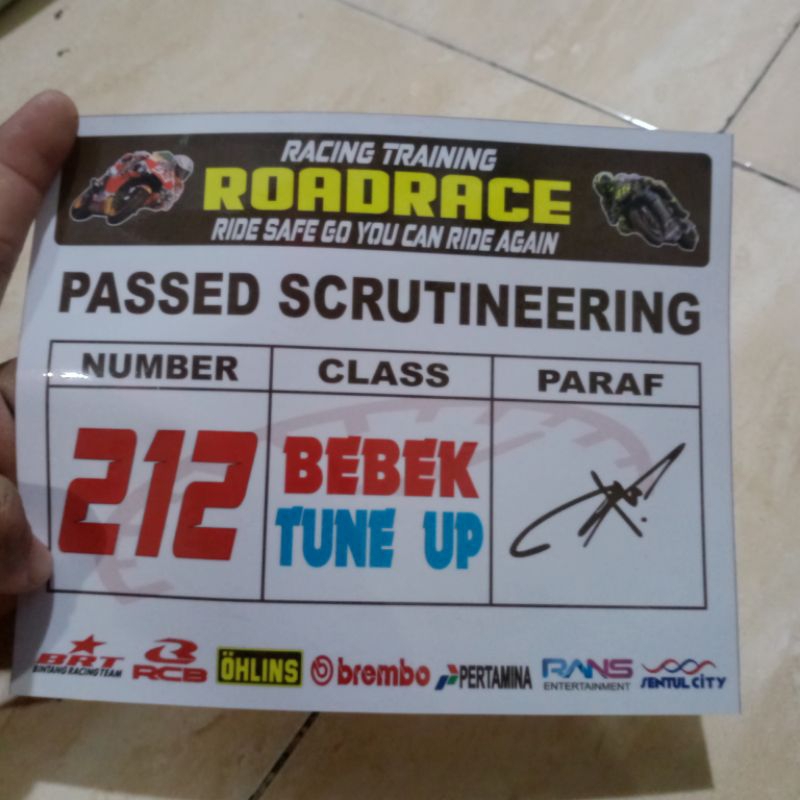 RACING TRAINING
ROADRACE
RIDE SAFE GO YOU CAN RIDE AGAIN
PASSED SCRUTINEERING
NUMBER CLASS PARAF
212 BEBEK
TUNE UP
BRT RCB ÖHLINS brembo PERTAMINA RANS SENTUL CITY
BINTANG RACING TEAM ENTERTAINMENT